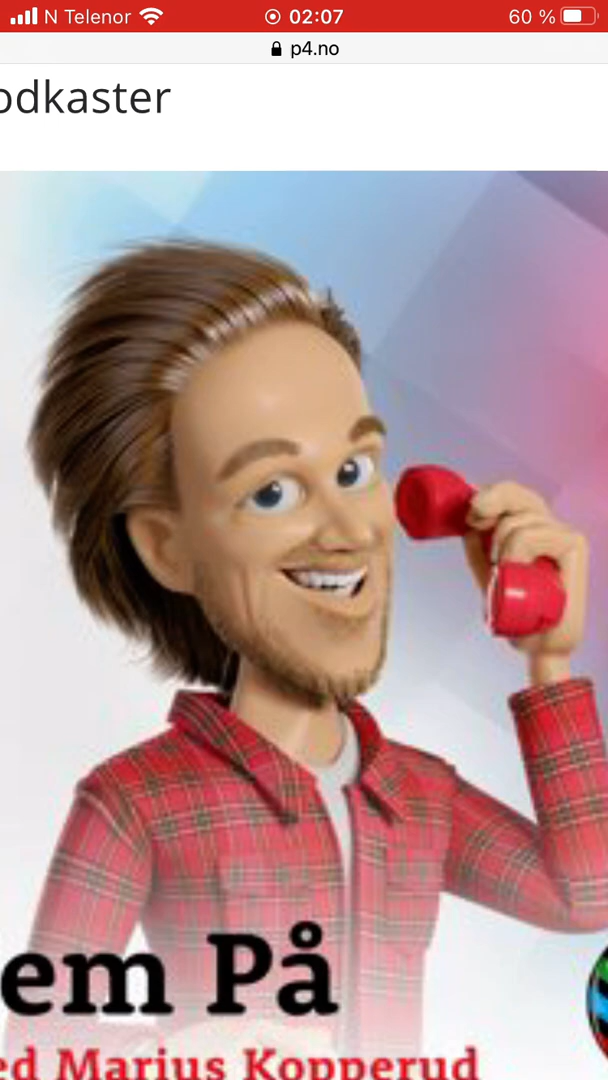 N Telenor 02:07 60 %
p4.no
odkaster
em På
ed Marius Kopperud